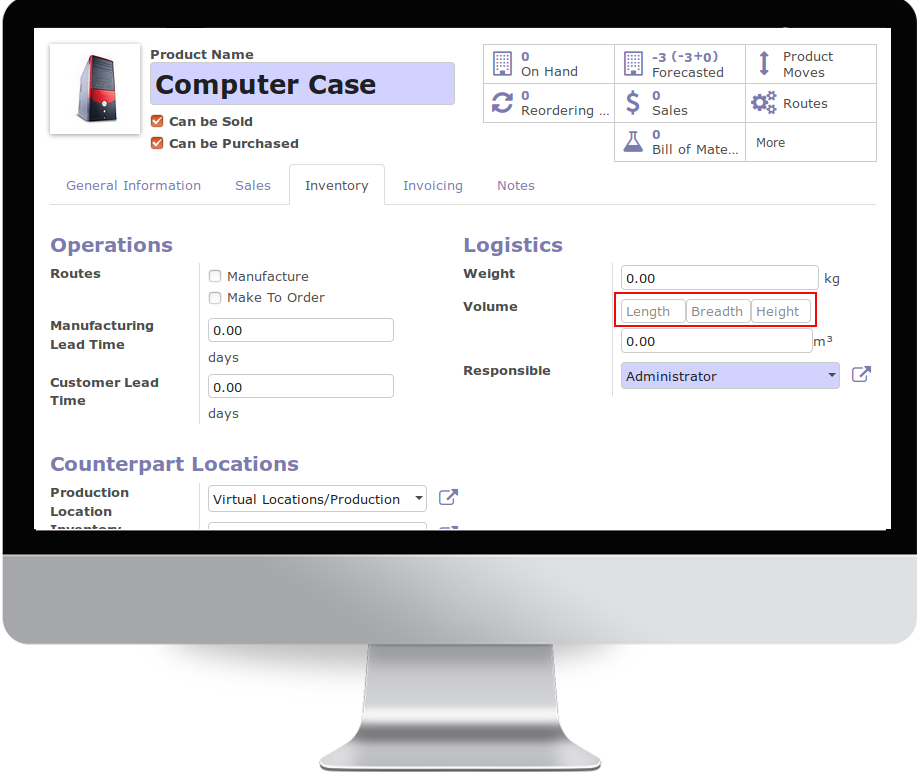 Product Name
Computer Case
Can be Sold
Can be Purchased
0
On Hand
-3 (-3+0)
Forecasted
Product
Moves
0
Reordering ...
0
Sales
Routes
0
Bill of Mate...
More
General Information Sales Inventory Invoicing Notes
Operations
Routes
Manufacture
Make To Order
Manufacturing
Lead Time
0.00
days
Customer Lead
Time
0.00
days
Logistics
Weight
0.00 kg
Volume
Length Breadth Height
0.00 m³
Responsible
Administrator
Counterpart Locations
Production
Location
Virtual Locations/Production
Inventory